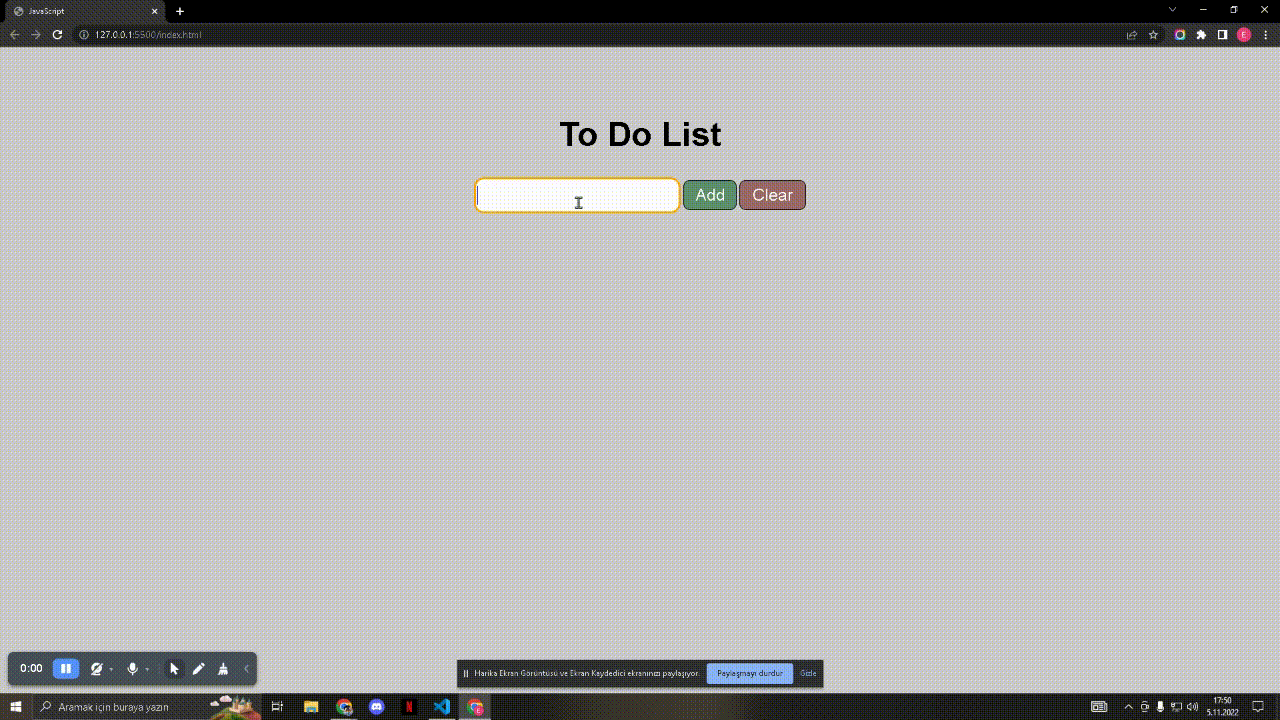 JavaScript
127.0.0.1:5500/index.html
E
To Do List
Add Clear
0:00
Harika Ekran Görüntüsü ve Ekran Kaydedici ekranınızı paylaşıyor.
Paylaşmayı durdur
Gizle
Aramak için buraya yazın
N
17:50
5.11.2022